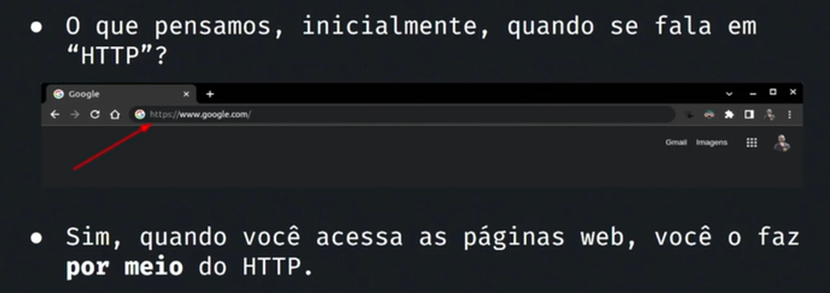 ● O que pensamos, inicialmente, quando se fala em
“HTTP”?
Google
https://www.google.com/
Gmail Imagens
● Sim, quando você acessa as páginas web, você o faz
por meio do HTTP.